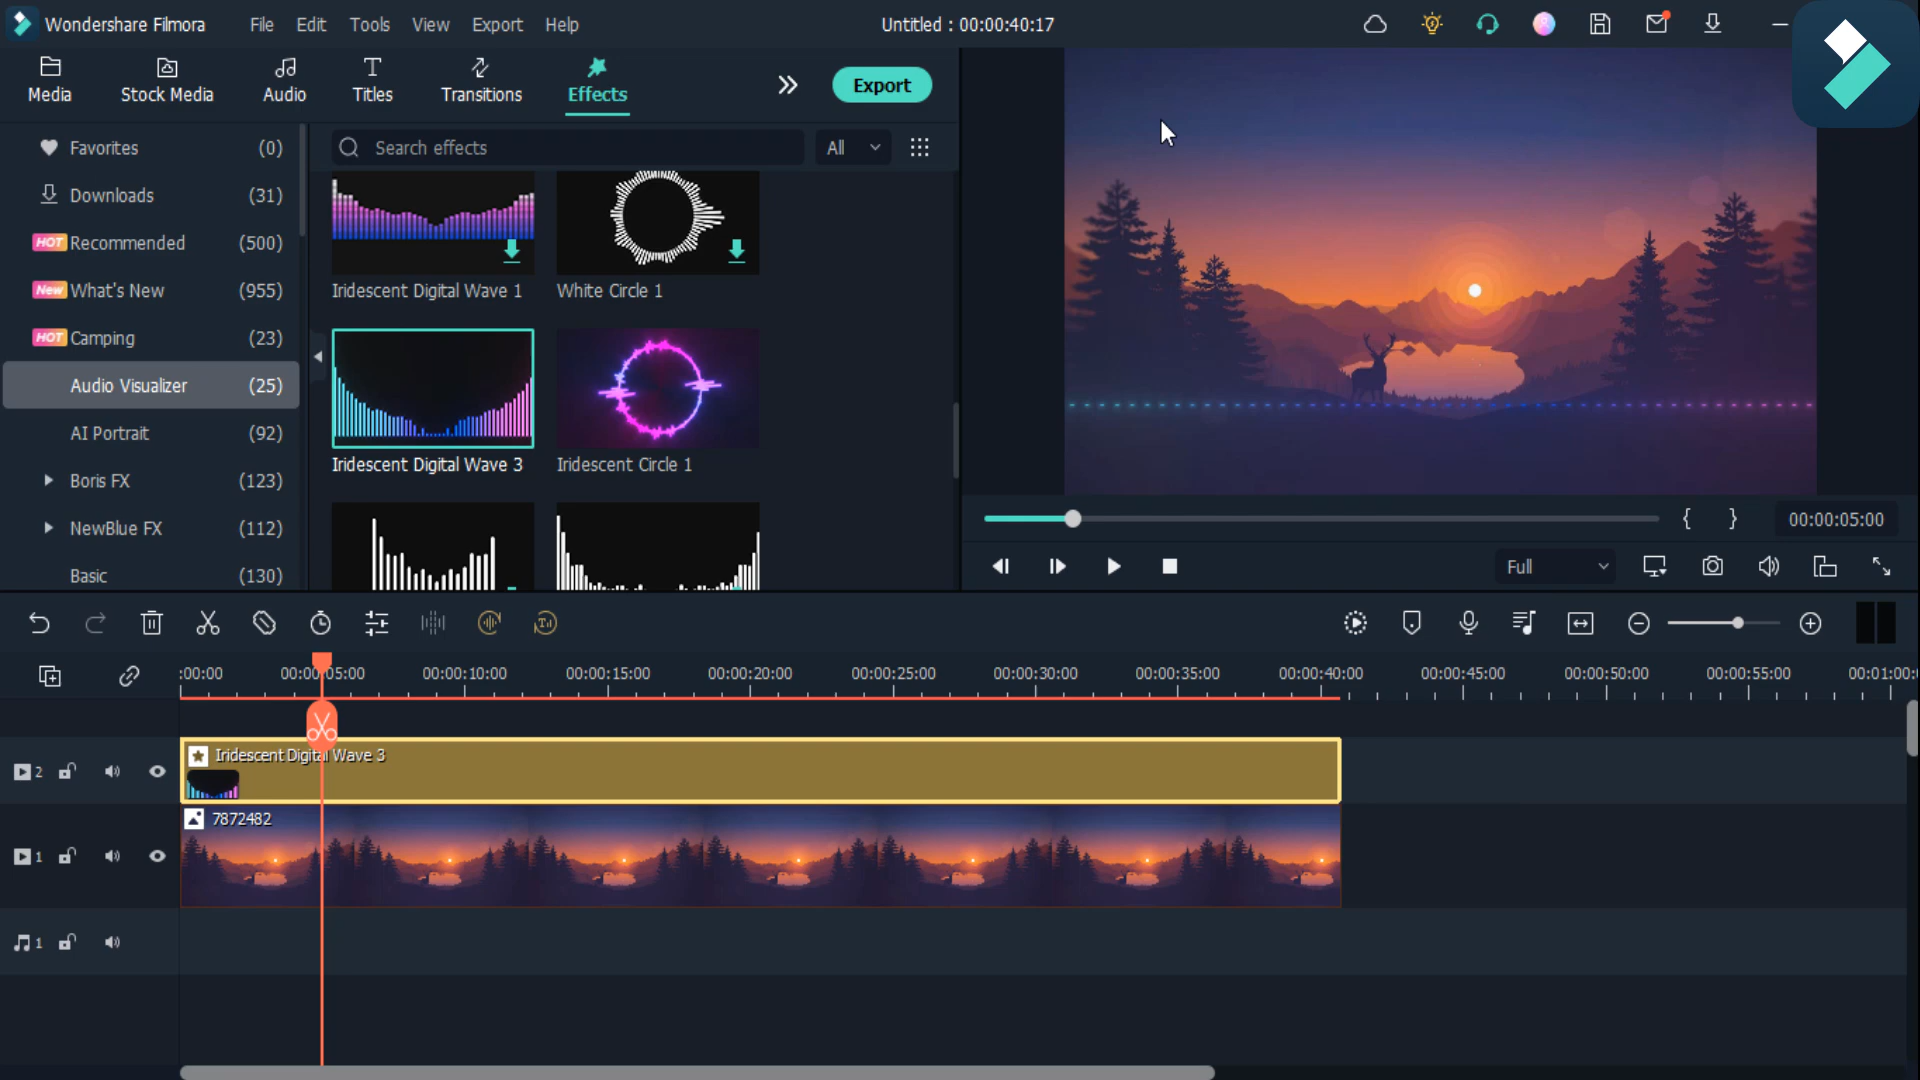 Wondershare Filmora File Edit Tools View Export Help Untitled : 00:00:40:17
Media Stock Media Audio Titles Transitions Effects Export
Favorites (0)
Search effects All
Downloads (31)
HOT Recommended (500)
New What's New (955)
Iridescent Digital Wave 1 White Circle 1
HOT Camping (23)
Audio Visualizer (25)
AI Portrait (92)
Iridescent Digital Wave 3 Iridescent Circle 1
Boris FX (123)
NewBlue FX (112)
Basic (130)
00:00:05:00
Full
:00:00 00:00:05:00 00:00:10:00 00:00:15:00 00:00:20:00 00:00:25:00 00:00:30:00 00:00:35:00 00:00:40:00 00:00:45:00 00:00:50:00 00:00:55:00 00:01:00:
Iridescent Digital Wave 3
2
7872482
1
1